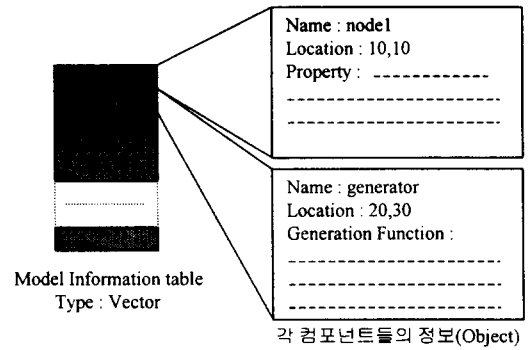 Name : node1
Location : 10,10
Property :
Name : generator
Location : 20,30
Generation Function :
Model Information table
Type : Vector
각 컴포넌트들의 정보(Object)